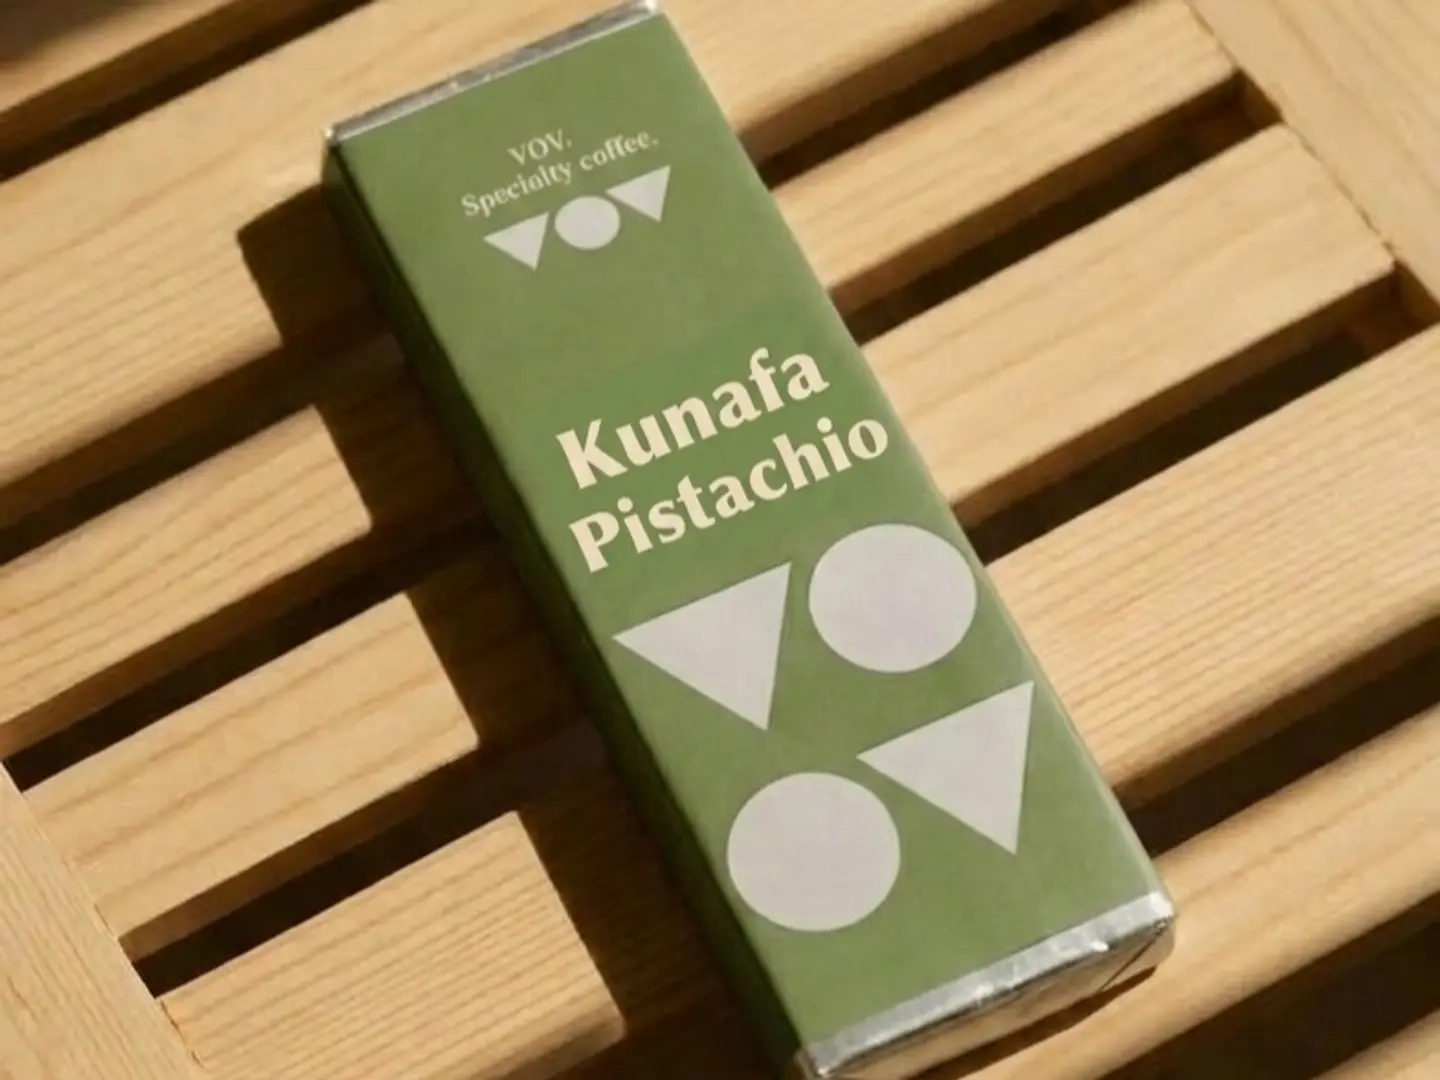 VOV.
Specialty coffee.
Kunafa
Pistachio